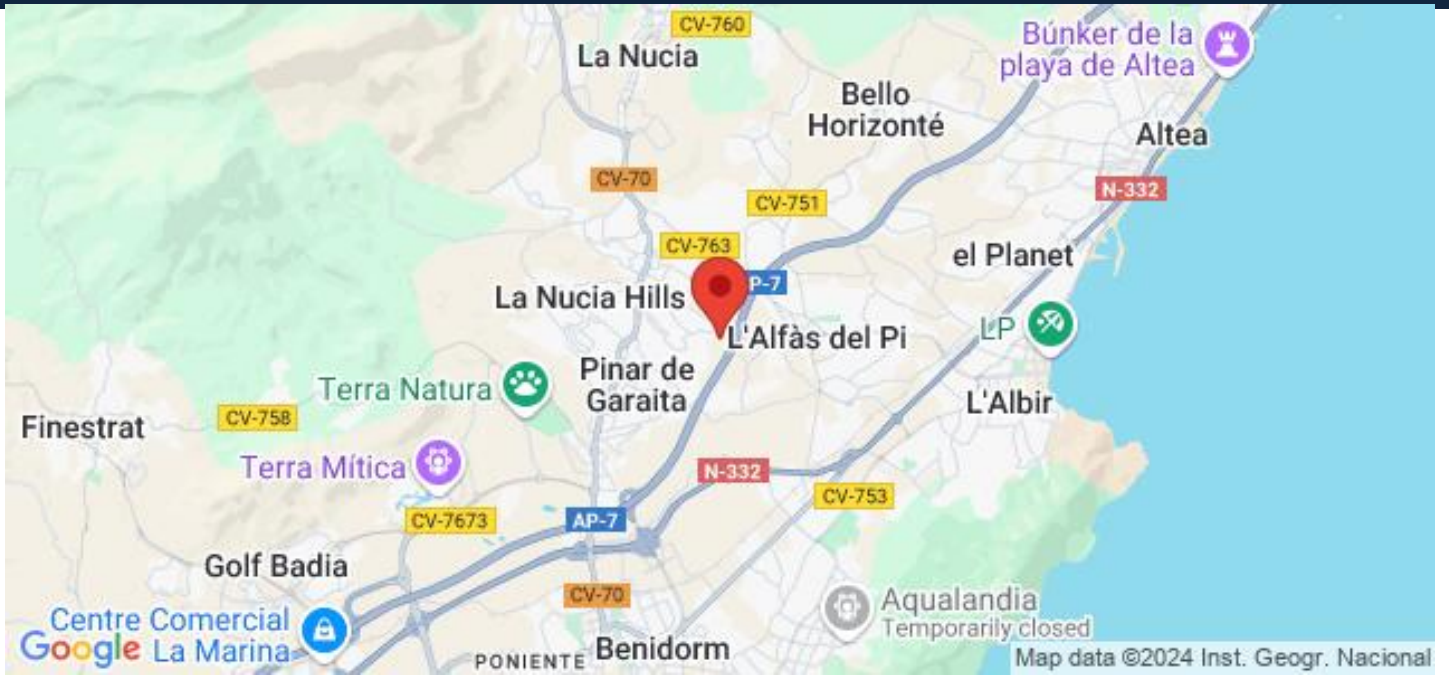 CV-760
La Nucia
Búnker de la
playa de Altea
Bello
Horizonté
Altea
CV-70
N-332
CV-751
CV-763
el Planet
P-7
La Nucia Hills
LP
L'Alfàs del Pi
Pinar de
Garaita
Terra Natura
L'Albir
CV-758
Finestrat
Terra Mítica
N-332
CV-753
CV-7673
AP-7
Golf Badia
CV-70
Aqualandia
Temporarily closed
Centre Comercial
La Marina
Google
Benidorm
PONIENTE
Map data ©2024 Inst. Geogr. Nacional